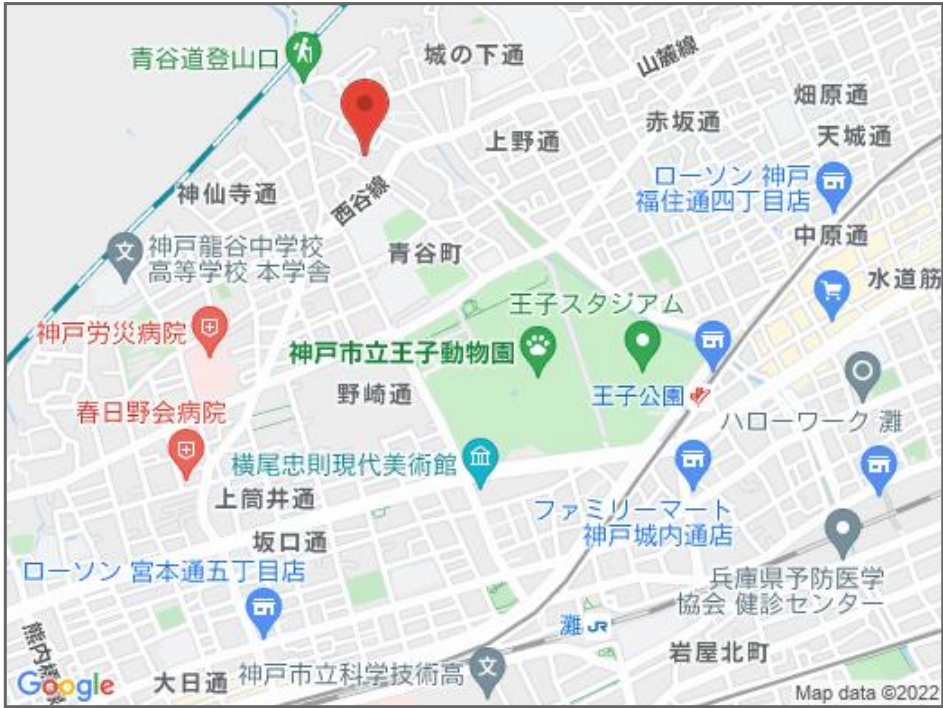 青谷道登山口
城の下通
山麓線
畑原通
赤坂通
天城通
上野通
ローソン 神戸
福住通四丁目店
神仙寺通
西谷線
中原通
青谷町
神戸龍谷中学校
高等学校 本学舎
水道筋
王子スタジアム
神戸労災病院
神戸市立王子動物園
野崎通
王子公園
春日野会病院
ハローワーク 灘
横尾忠則現代美術館
上筒井通
ファミリーマート
神戸城内通店
坂口通
ローソン 宮本通五丁目店
兵庫県予防医学
協会 健診センター
灘 JR
岩屋北町
神戸市立科学技術高
大日通
Google
Map data ©2022